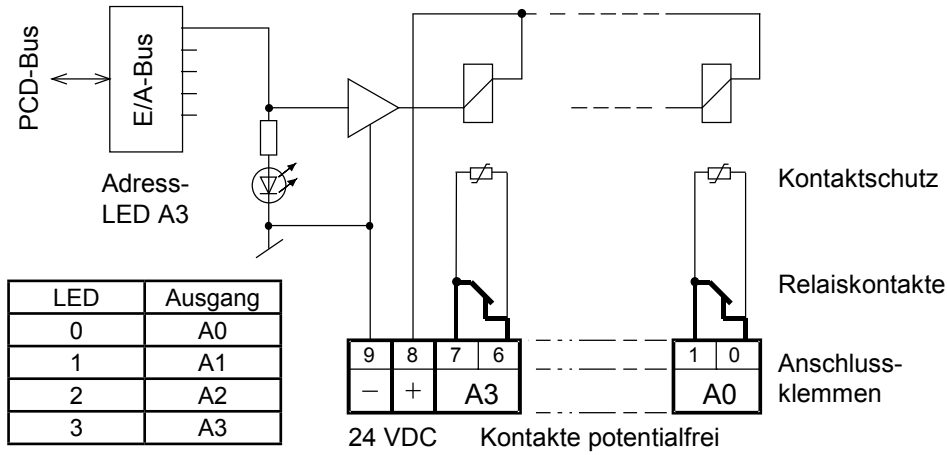 PCD-Bus
E/A-Bus
Adress-
LED A3
Kontaktschutz
Relaiskontakte
LED Ausgang
0 A0
1 A1
2 A2
3 A3
9 8 7 6 1 0
− + A3 A0
Anschluss-
klemmen
24 VDC Kontakte potentialfrei